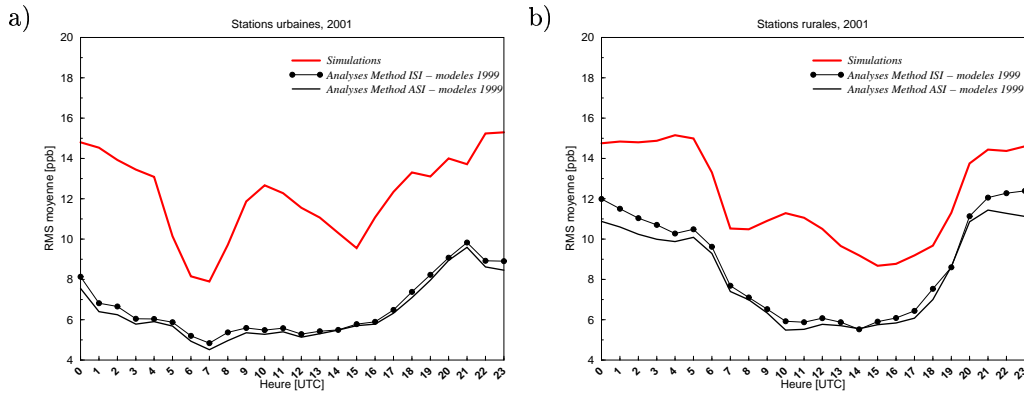 a)
Stations urbaines, 2001
RMS moyenne [ppb]
20
18
16
14
12
10
8
6
4
Simulations
Analyses Method ISI – modeles 1999
Analyses Method ASI – modeles 1999
0 1 2 3 4 5 6 7 8 9 10 11 12 13 14 15 16 17 18 19 20 21 22 23
Heure [UTC]
b)
Stations rurales, 2001
RMS moyenne [ppb]
20
18
16
14
12
10
8
6
4
Simulations
Analyses Method ISI – modeles 1999
Analyses Method ASI – modeles 1999
0 1 2 3 4 5 6 7 8 9 10 11 12 13 14 15 16 17 18 19 20 21 22 23
Heure [UTC]